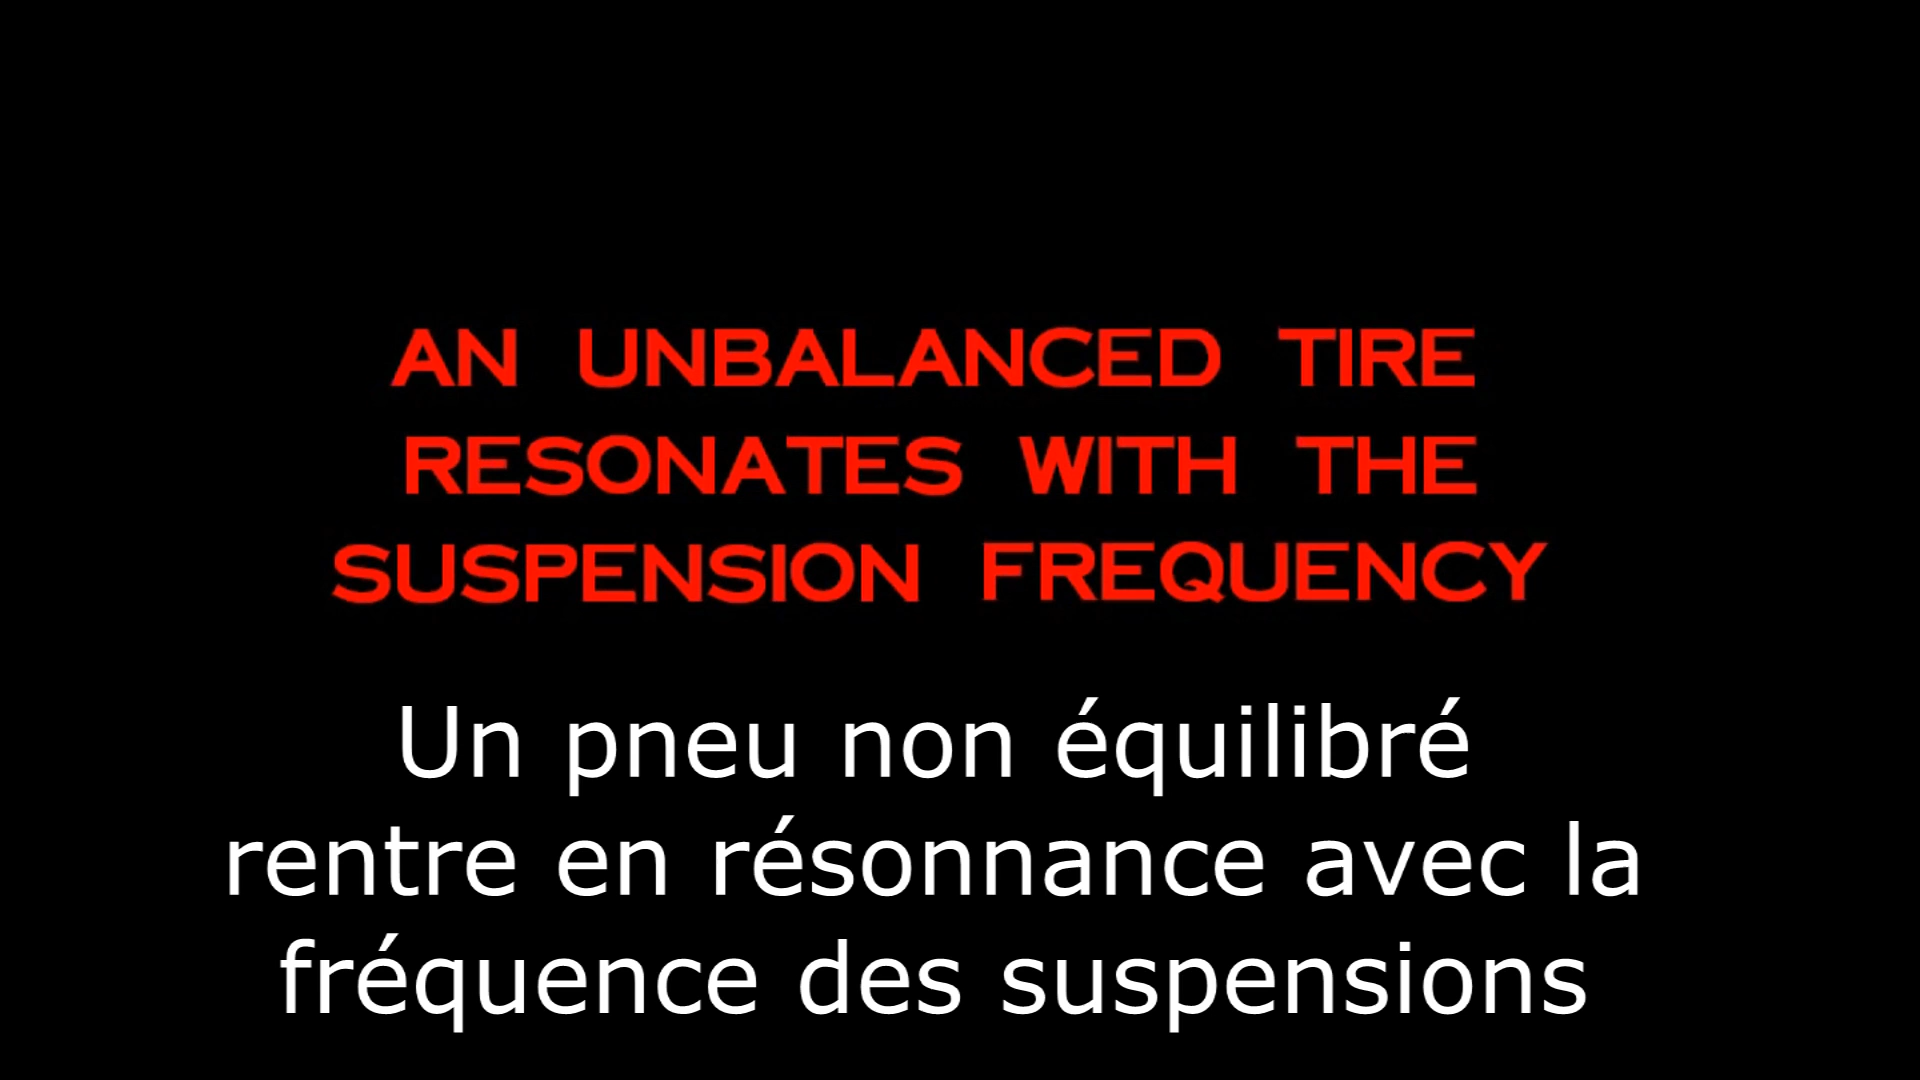 AN UNBALANCED TIRE
RESONATES WITH THE
SUSPENSION FREQUENCY
Un pneu non équilibré
rentre en résonnance avec la
fréquence des suspensions